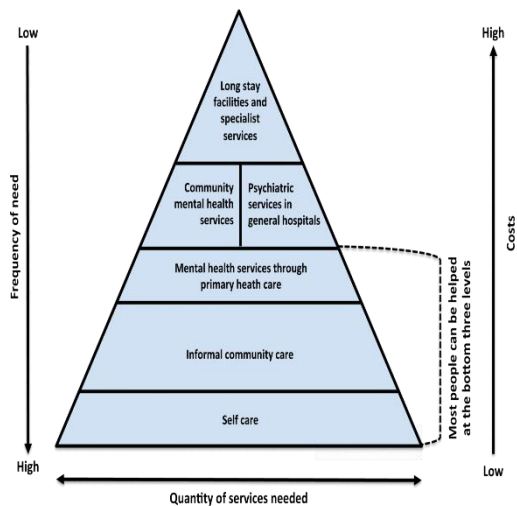 Low
High
Long stay
facilities and
specialist
services
Community
mental health
services
Psychiatric
services in
general hospitals
Mental health services through
primary heath care
Informal community care
Self care
Frequency of need
Costs
Most people can be helped
at the bottom three levels
High
Low
Quantity of services needed